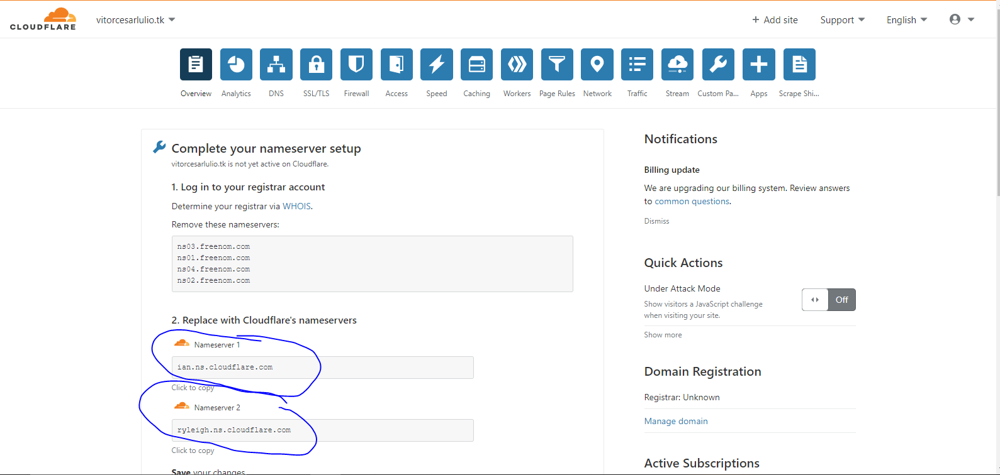 CLOUDFLARE
vitorcesarlulio.tk
Add site
Support
English
Overview
Analytics
DNS
SSL/TLS
Firewall
Access
Speed
Caching
Workers
Page Rules
Network
Traffic
Stream
Custom Pa...
Apps
Scrape Shi...
Complete your nameserver setup
vitorcesarlulio.tk is not yet active on Cloudflare.
1. Log in to your registrar account
Determine your registrar via WHOIS.
Remove these nameservers:
ns03.freenom.com
ns01.freenom.com
ns04.freenom.com
ns02.freenom.com
2. Replace with Cloudflare's nameservers
Nameserver 1
ian.ns.cloudflare.com
Click to copy
Nameserver 2
ryleigh.ns.cloudflare.com
Click to copy
Save your changes
Notifications
Billing update
We are upgrading our billing system. Review answers
to common questions.
Dismiss
Quick Actions
Under Attack Mode
Show visitors a JavaScript challenge
when visiting your site.
Off
Show more
Domain Registration
Registrar: Unknown
Manage domain
Active Subscriptions